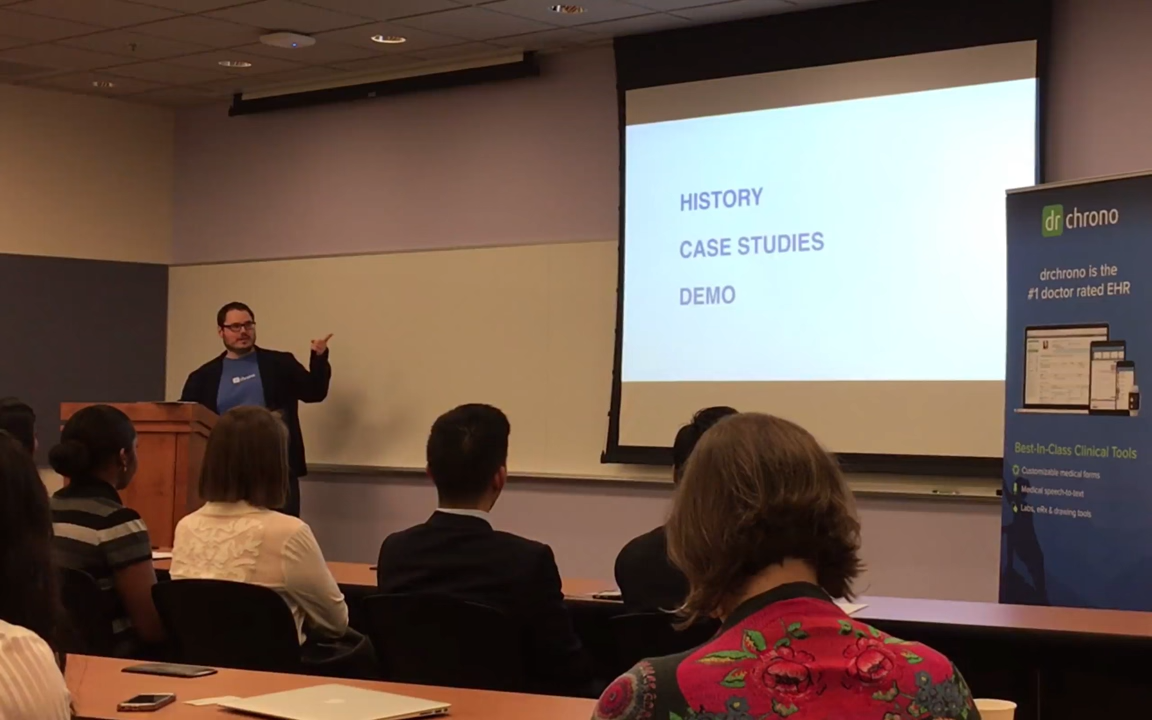 HISTORY
CASE STUDIES
DEMO
dr chrono
drchrono is the
#1 doctor rated EHR
Best-In-Class Clinical Tools
Customizable medical forms
Medical speech-to-text
Labs, eRx & drawing tools